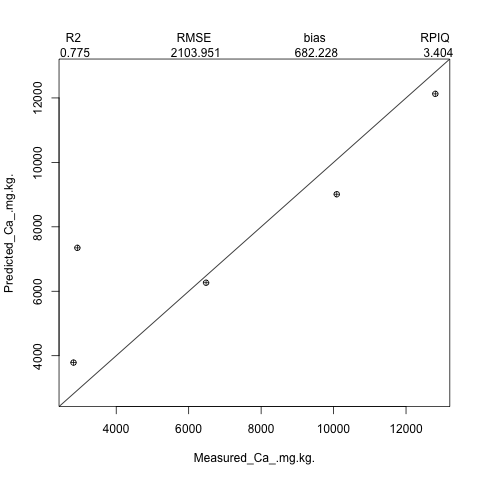 R2 RMSE bias RPIQ
0.775 2103.951 682.228 3.404
12000
10000
8000
6000
4000
Predicted_Ca_.mg.kg.
4000 6000 8000 10000 12000
Measured_Ca_.mg.kg.